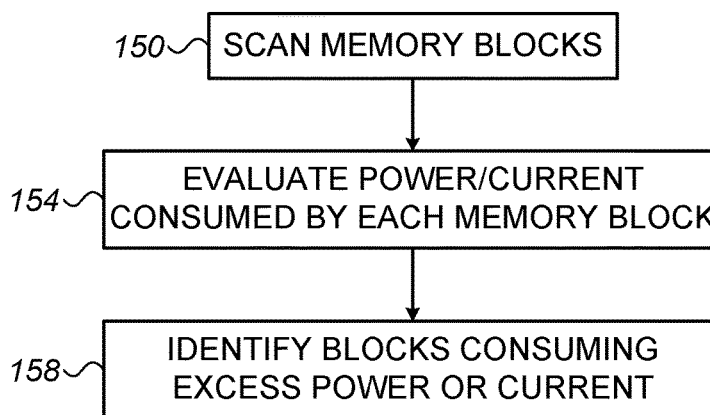 150 SCAN MEMORY BLOCKS
EVALUATE POWER/CURRENT
154 CONSUMED BY EACH MEMORY BLOCK
IDENTIFY BLOCKS CONSUMING
158 EXCESS POWER OR CURRENT